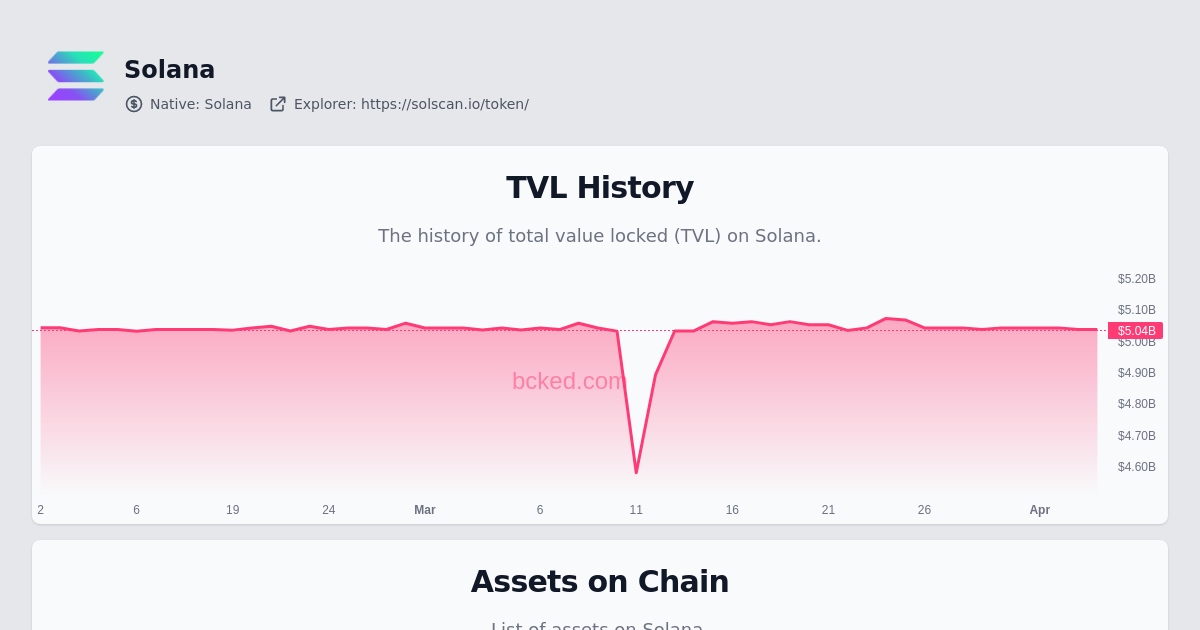 Solana
Native: Solana Explorer: https://solscan.io/token/
TVL History
The history of total value locked (TVL) on Solana.
$5.20B
$5.10B
$5.04B
$5.00B
bcked.com
$4.90B
$4.80B
$4.70B
$4.60B
2 6 19 24 Mar 6 11 16 21 26 Apr
Assets on Chain
List of assets on Solana.